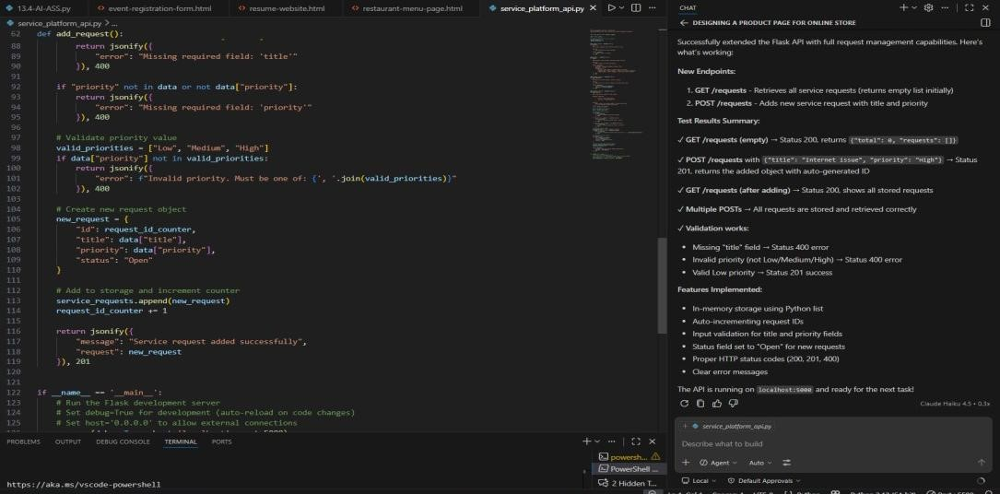 13.4-AI-ASS.py
<> event-registration-form.html
<> resume-website.html
<> restaurant-menu-page.html
service_platform_api.py ×
service_platform_api.py > ...
62 def add_request():
88 return jsonify({
89 "error": "Missing required field: 'title'"
90 }), 400
91
92 if "priority" not in data or not data["priority"]:
93 return jsonify({
94 "error": "Missing required field: 'priority'"
95 }), 400
96
97 # Validate priority value
98 valid_priorities = ["Low", "Medium", "High"]
99 if data["priority"] not in valid_priorities:
100 return jsonify({
101 "error": f"Invalid priority. Must be one of: {', '.join(valid_priorities)}"
102 }), 400
103
104 # Create new request object
105 new_request = {
106 "id": request_id_counter,
107 "title": data["title"],
108 "priority": data["priority"],
109 "status": "Open"
110 }
111
112 # Add to storage and increment counter
113 service_requests.append(new_request)
114 request_id_counter += 1
115
116 return jsonify({
117 "message": "Service request added successfully",
118 "request": new_request
119 }), 201
120
121
122 if __name__ == '__main__':
123 # Run the Flask development server
124 # Set debug=True for development (auto-reload on code changes)
125 # Set host='0.0.0.0' to allow external connections
PROBLEMS OUTPUT DEBUG CONSOLE TERMINAL PORTS
https://aka.ms/vscode-powershell
powersh...
PowerShell ...
2 Hidden T...
CHAT
DESIGNING A PRODUCT PAGE FOR ONLINE STORE
Successfully extended the Flask API with full request management capabilities. Here's
what's working:
New Endpoints:
1. GET /requests - Retrieves all service requests (returns empty list initially)
2. POST /requests - Adds new service request with title and priority
Test Results Summary:
✓ GET /requests (empty) → Status 200, returns {"total": 0, "requests": []}
✓ POST /requests with {"title": "Internet issue", "priority": "High"} → Status
201, returns the added object with auto-generated ID
✓ GET /requests (after adding) → Status 200, shows all stored requests
✓ Multiple POSTs → All requests are stored and retrieved correctly
✓ Validation works:
• Missing "title" field → Status 400 error
• Invalid priority (not Low/Medium/High) → Status 400 error
• Valid Low priority → Status 201 success
Features Implemented:
• In-memory storage using Python list
• Auto-incrementing request IDs
• Input validation for title and priority fields
• Status field set to "Open" for new requests
• Proper HTTP status codes (200, 201, 400)
• Clear error messages
The API is running on localhost:5000 and ready for the next task!
Claude Haiku 4.5 • 0.3x
+ service_platform_api.py
Describe what to build
Agent Auto
Local Default Approvals